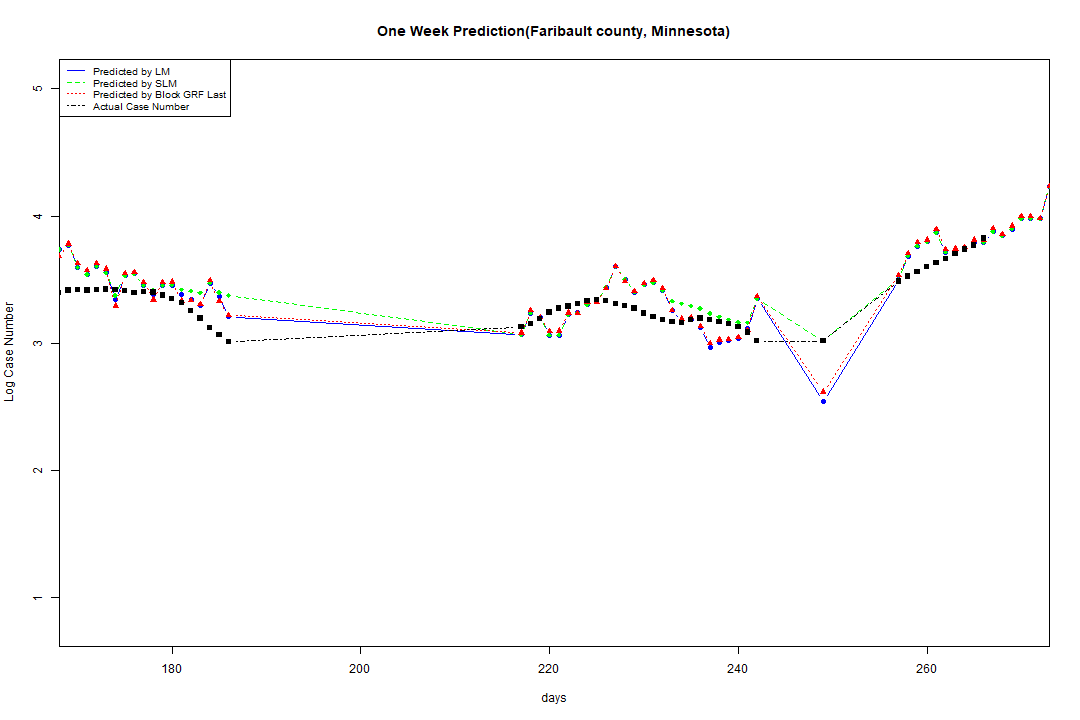 One Week Prediction(Faribault county, Minnesota)
Predicted by LM
Predicted by SLM
Predicted by Block GRF Last
Actual Case Number
5
4
3
2
1
Log Case Number
180 200 220 240 260
days